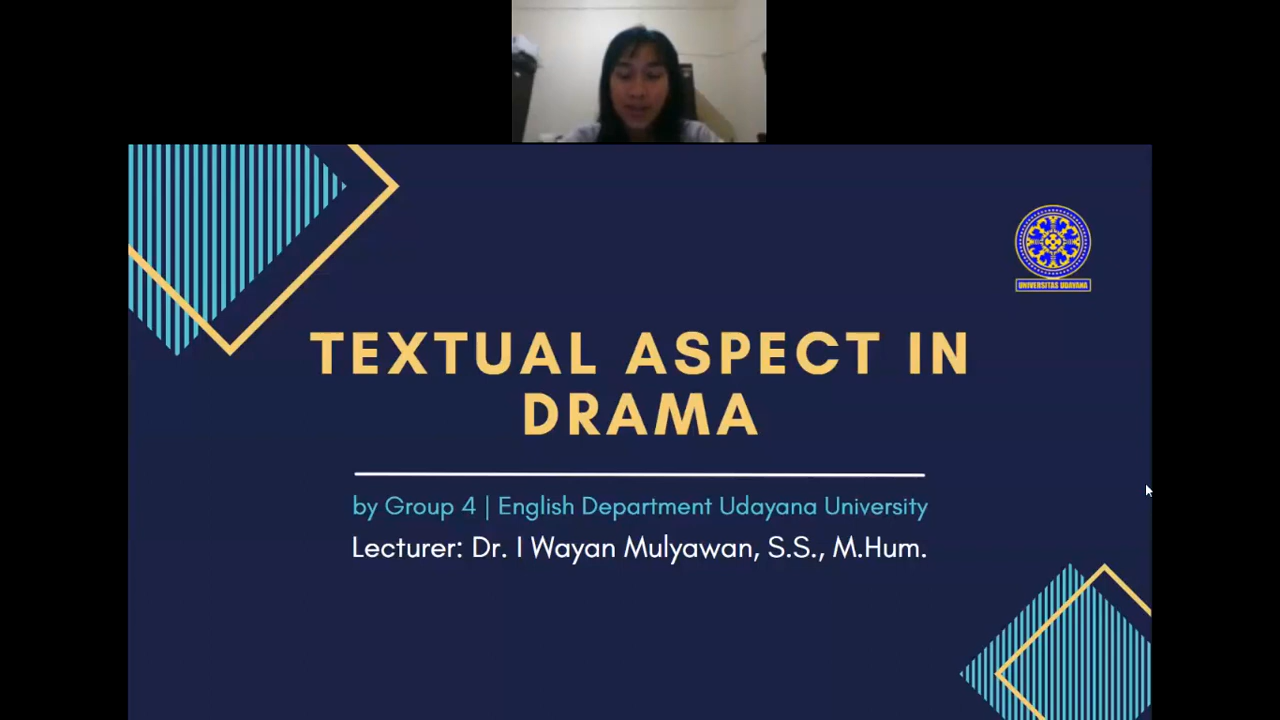 UNIVERSITAS UDAYANA
TEXTUAL ASPECT IN
DRAMA
by Group 4 | English Department Udayana University
Lecturer: Dr. I Wayan Mulyawan, S.S., M.Hum.